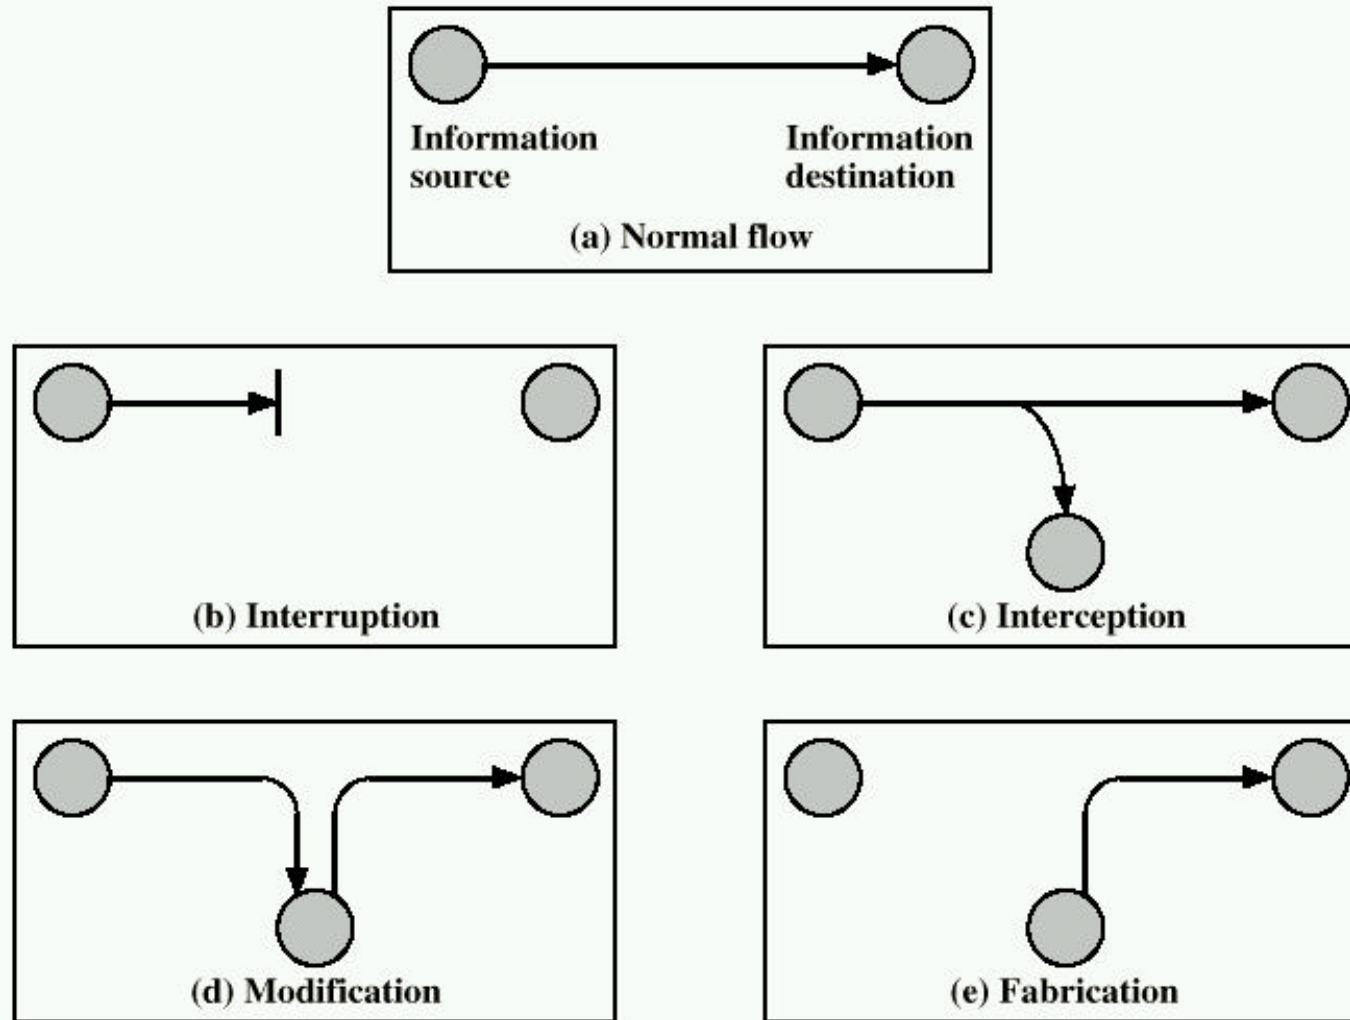 Information
source
Information
destination
(a) Normal flow
(b) Interruption
(c) Interception
(d) Modification
(e) Fabrication